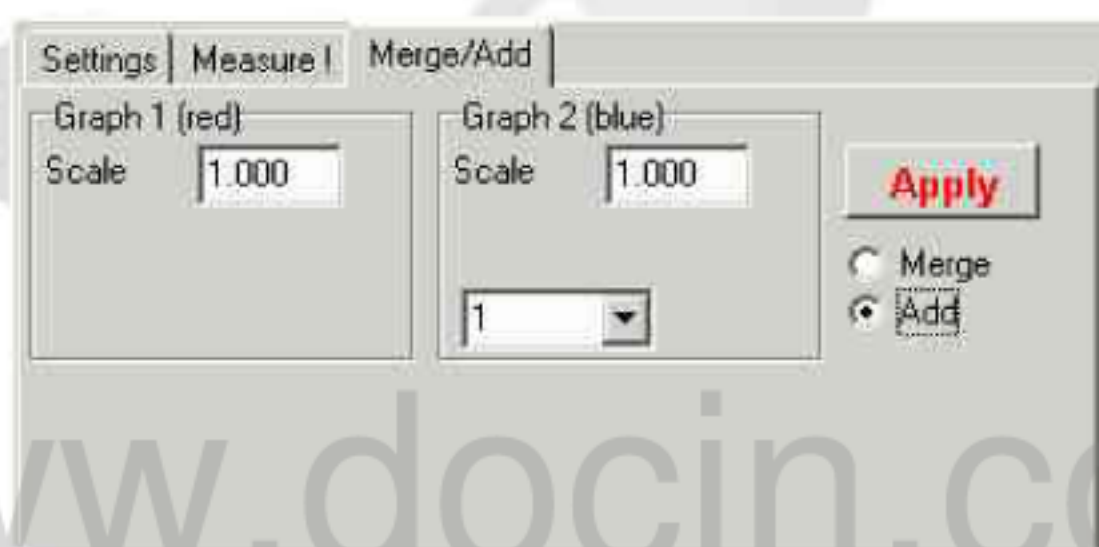 Settings Measure ! Merge/Add
Graph 1 (red) Graph 2 (blue)
Scale 1.000 Scale 1.000 Apply
Merge
1 Add
www.docin.co